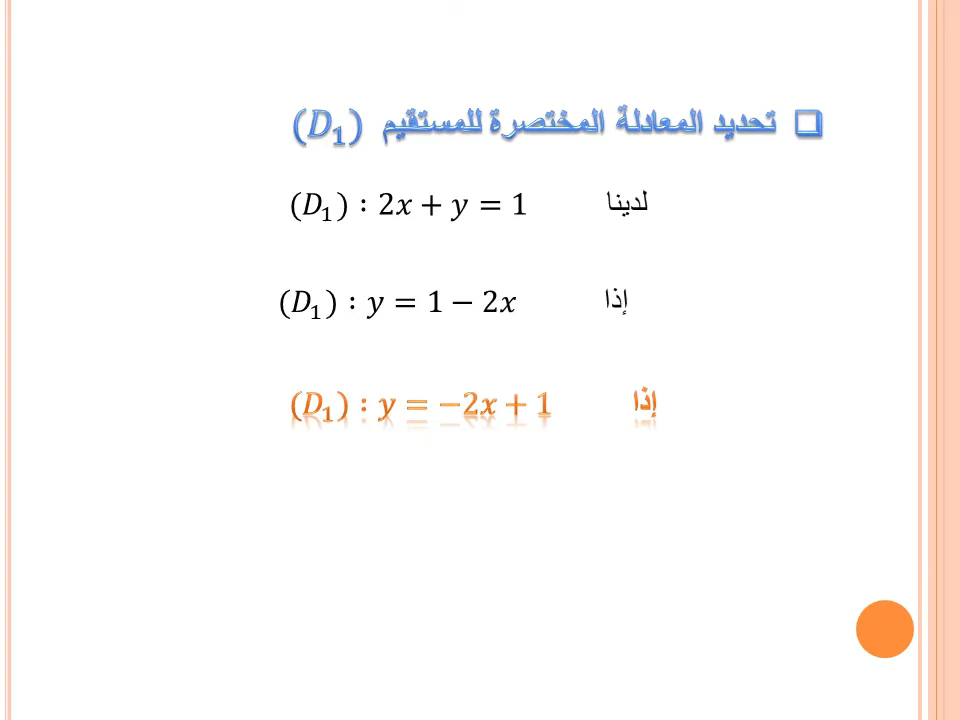 ❑ تحديد المعادلة المختصرة للمستقيم (D₁)
لدينا (D₁) : 2x + y = 1
إذا (D₁) : y = 1 − 2x
إذا (D₁) : y = −2x + 1